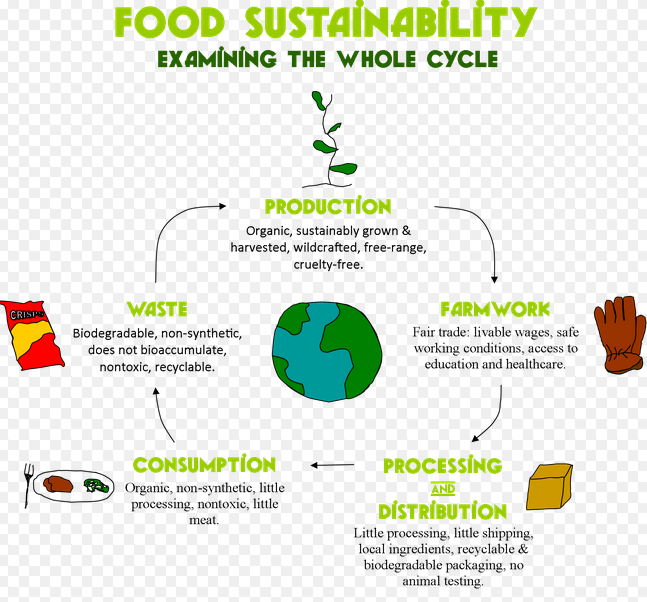 FOOD SUSTAINABILITY
EXAMINING THE WHOLE CYCLE
PRODUCTION
Organic, sustainably grown &
harvested, wildcrafted, free-range,
cruelty-free.
FARMWORK
Fair trade: livable wages, safe
working conditions, access to
education and healthcare.
PROCESSING
AND
DISTRIBUTION
Little processing, little shipping,
local ingredients, recyclable &
biodegradable packaging, no
animal testing.
CONSUMPTION
Organic, non-synthetic, little
processing, nontoxic, little
meat.
WASTE
Biodegradable, non-synthetic,
does not bioaccumulate,
nontoxic, recyclable.
CRISPS